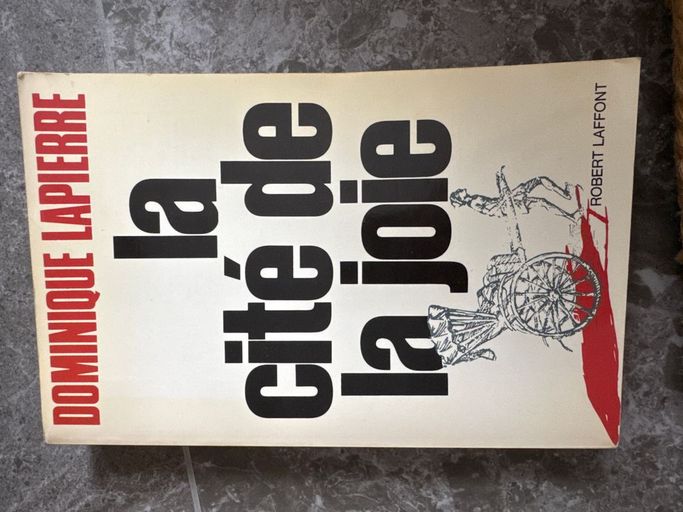 DOMINIQUE LAPIERRE
la
cité de
la joie
ROBERT LAFFONT